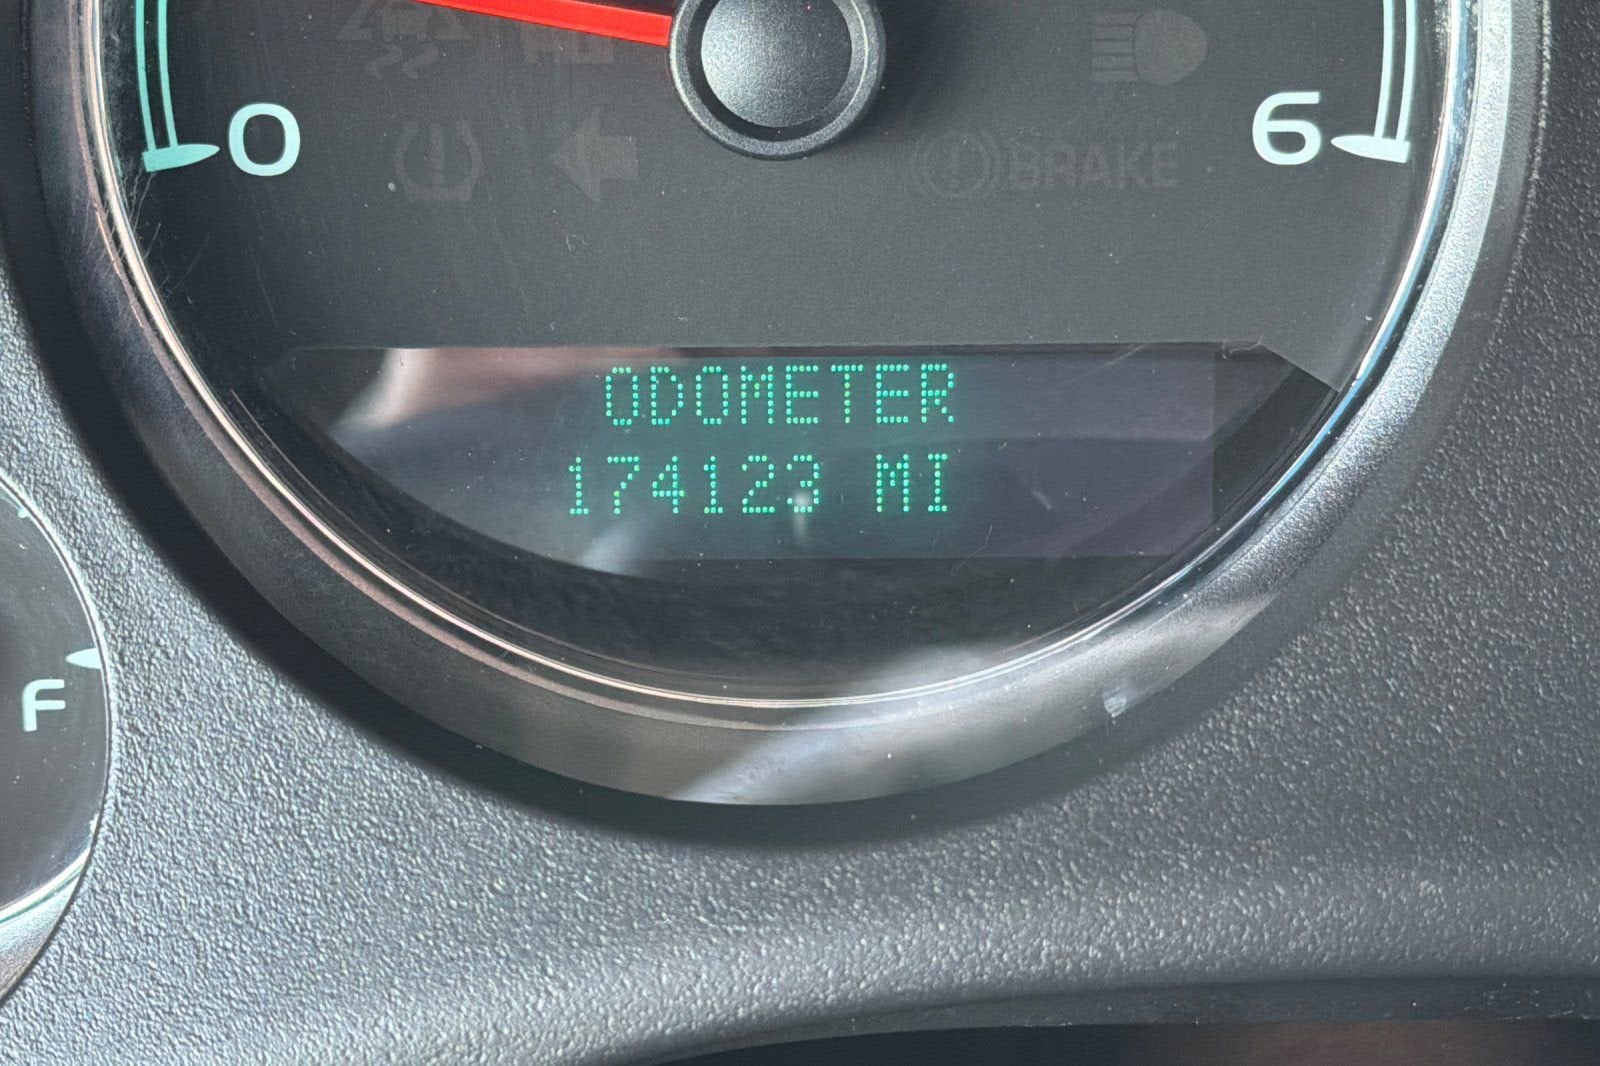 0
6
BRAKE
ODOMETER
174123 MI
F